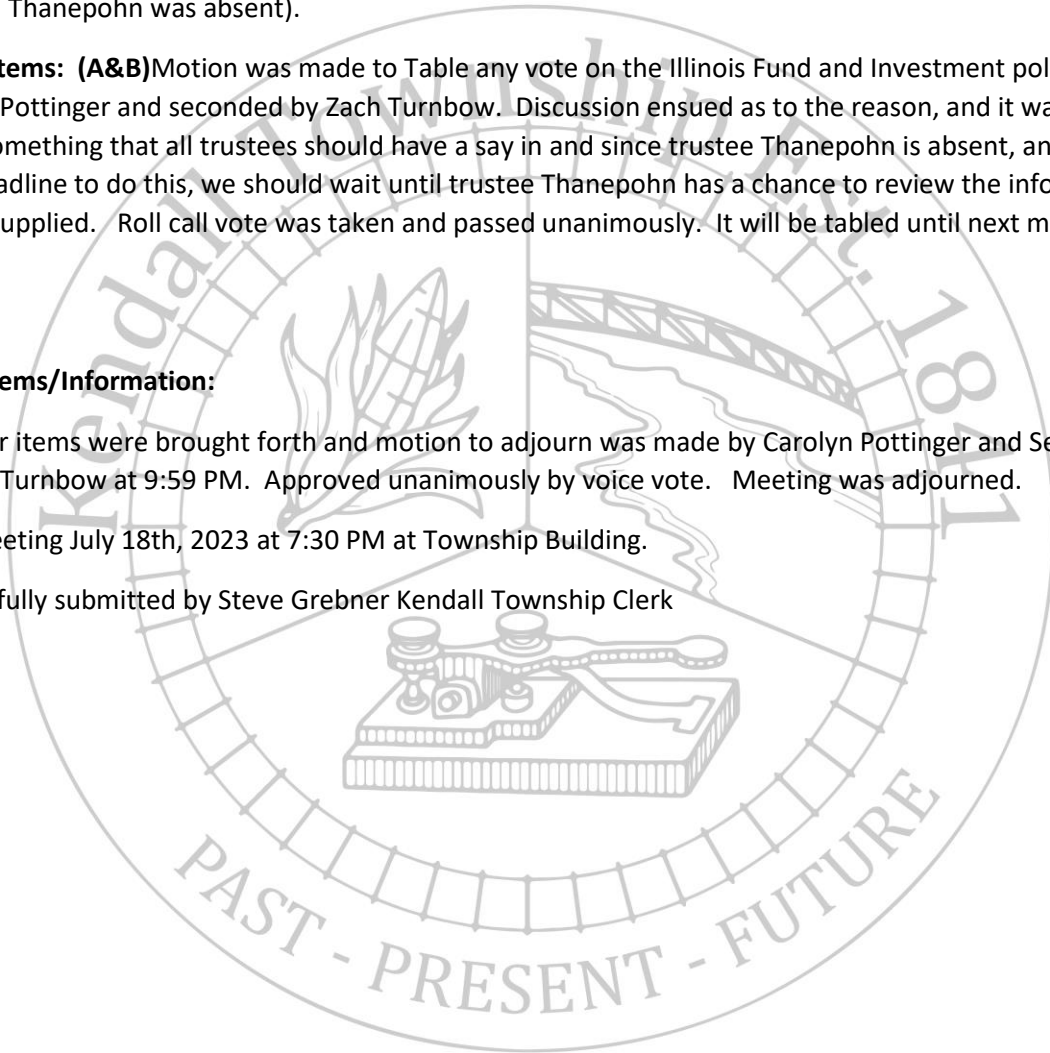 Thanepohn was absent).
tems: (A&B)Motion was made to Table any vote on the Illinois Fund and Investment pol
Pottinger and seconded by Zach Turnbow. Discussion ensued as to the reason, and it wa
omething that all trustees should have a say in and since trustee Thanepohn is absent, an
adline to do this, we should wait until trustee Thanepohn has a chance to review the info
upplied. Roll call vote was taken and passed unanimously. It will be tabled until next m
ems/Information:
r items were brought forth and motion to adjourn was made by Carolyn Pottinger and Se
Turnbow at 9:59 PM. Approved unanimously by voice vote. Meeting was adjourned.
eeting July 18th, 2023 at 7:30 PM at Township Building.
fully submitted by Steve Grebner Kendall Township Clerk
Kendall Township Est. 1841
PAST - PRESENT - FUTURE